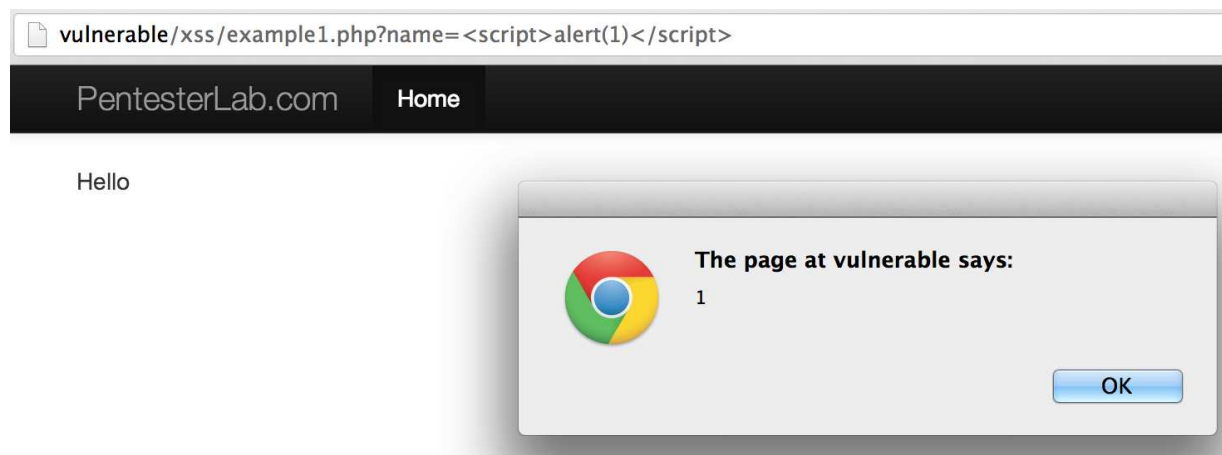 vulnerable/xss/example1.php?name=<script>alert(1)</script>
PentesterLab.com Home
Hello
The page at vulnerable says:
1
OK